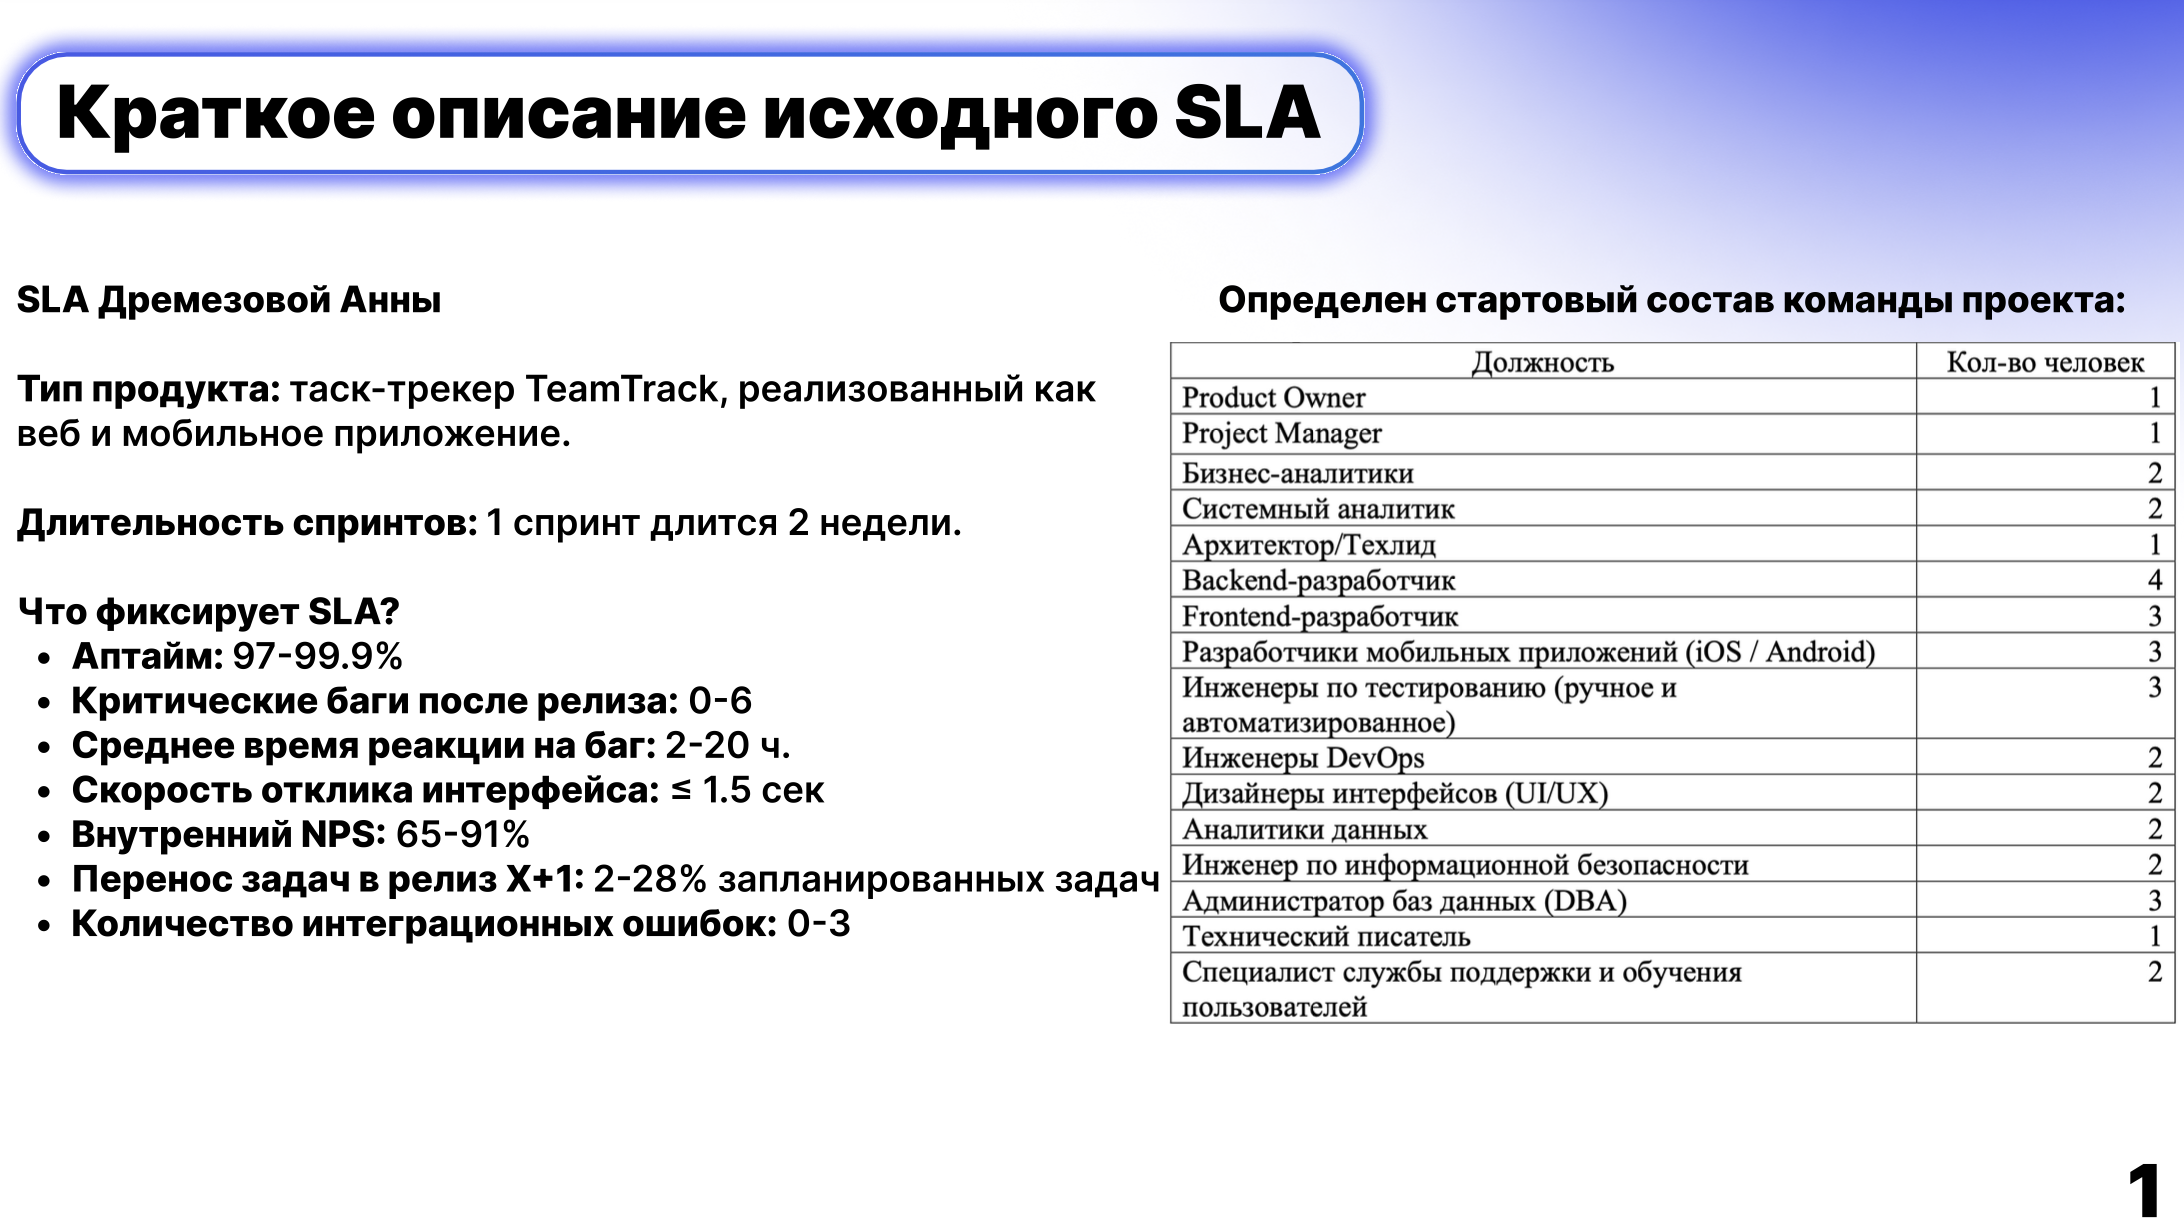 Краткое описание исходного SLA
SLA Дремезовой Анны
Тип продукта: таск-трекер TeamTrack, реализованный как
веб и мобильное приложение.
Длительность спринтов: 1 спринт длится 2 недели.
Что фиксирует SLA?
• Аптайм: 97-99.9%
• Критические баги после релиза: 0-6
• Среднее время реакции на баг: 2-20 ч.
• Скорость отклика интерфейса: ≤ 1.5 сек
• Внутренний NPS: 65-91%
• Перенос задач в релиз X+1: 2-28% запланированных задач
• Количество интеграционных ошибок: 0-3
Определен стартовый состав команды проекта:
Должность Кол-во человек
Product Owner 1
Project Manager 1
Бизнес-аналитики 2
Системный аналитик 2
Архитектор/Техлид 1
Backend-разработчик 4
Frontend-разработчик 3
Разработчики мобильных приложений (iOS / Android) 3
Инженеры по тестированию (ручное и 3
автоматизированное)
Инженеры DevOps 2
Дизайнеры интерфейсов (UI/UX) 2
Аналитики данных 2
Инженер по информационной безопасности 2
Администратор баз данных (DBA) 3
Технический писатель 1
Специалист службы поддержки и обучения 2
пользователей
1